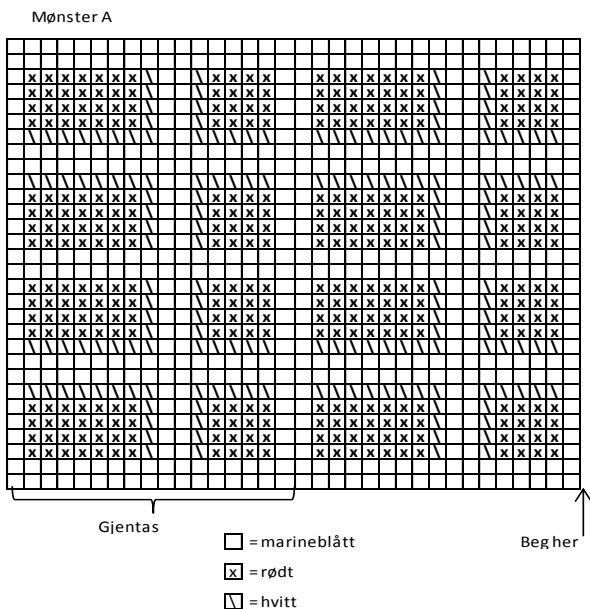 Mønster A
Gjentas
Beg her
= marineblått
x = rødt
\ = hvitt